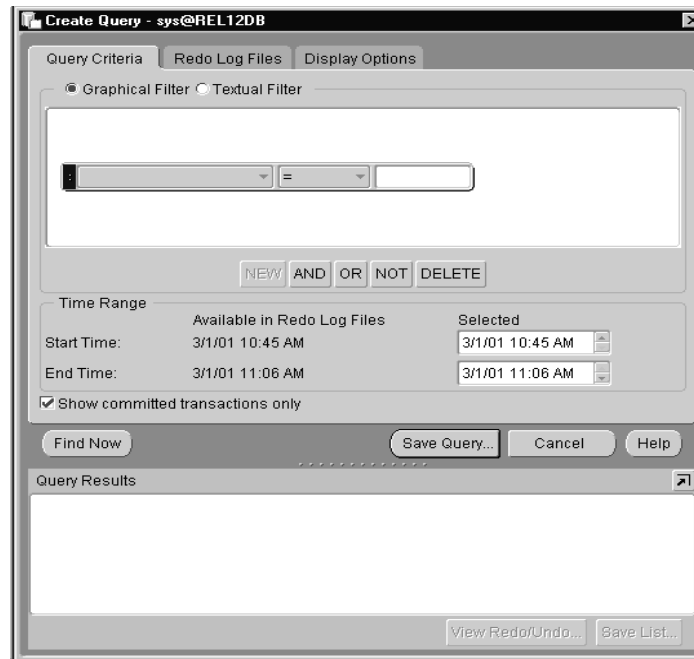 Create Query - sys@REL12DB
Query Criteria Redo Log Files Display Options
Graphical Filter Textual Filter
: =
NEW AND OR NOT DELETE
Time Range
Available in Redo Log Files Selected
Start Time: 3/1/01 10:45 AM 3/1/01 10:45 AM
End Time: 3/1/01 11:06 AM 3/1/01 11:06 AM
Show committed transactions only
Find Now Save Query... Cancel Help
Query Results
View Redo/Undo... Save List...